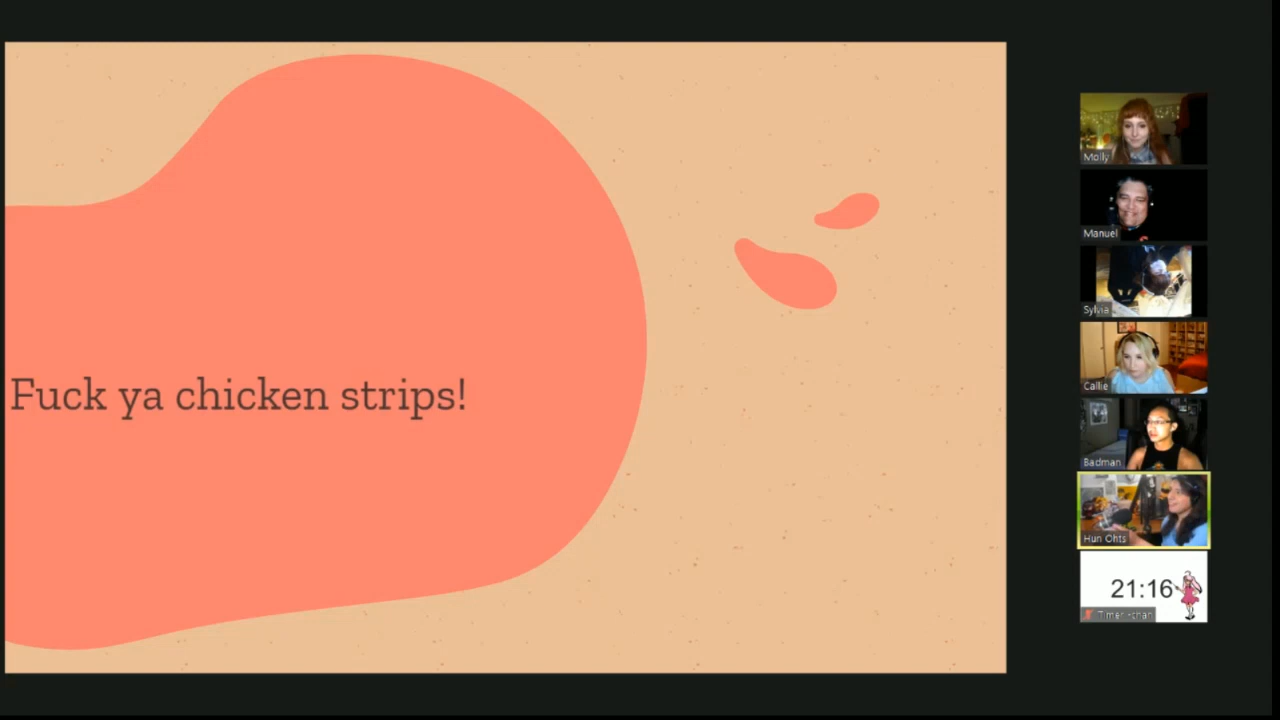 Fuck ya chicken strips!
Molly
Manuel
Sylvia
Callie
Badman
Hun Ohts
21:16
Timer -chan